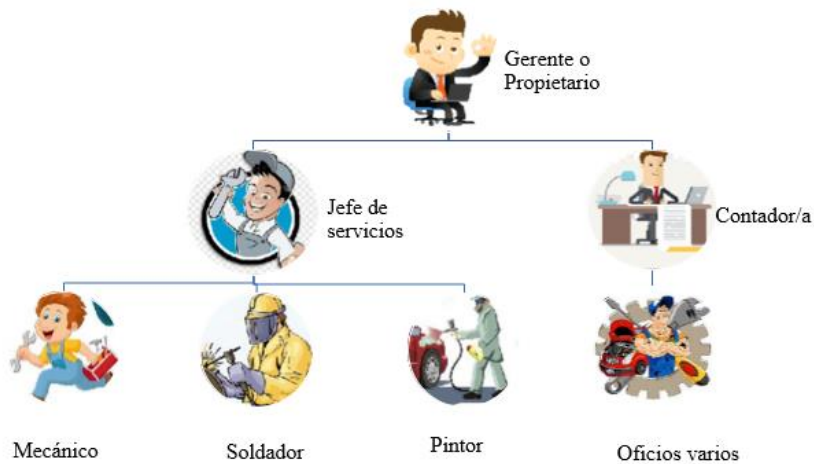 Gerente o
Propietario
Jefe de
servicios
Contador/a
Mecánico
Soldador
Pintor
Oficios varios